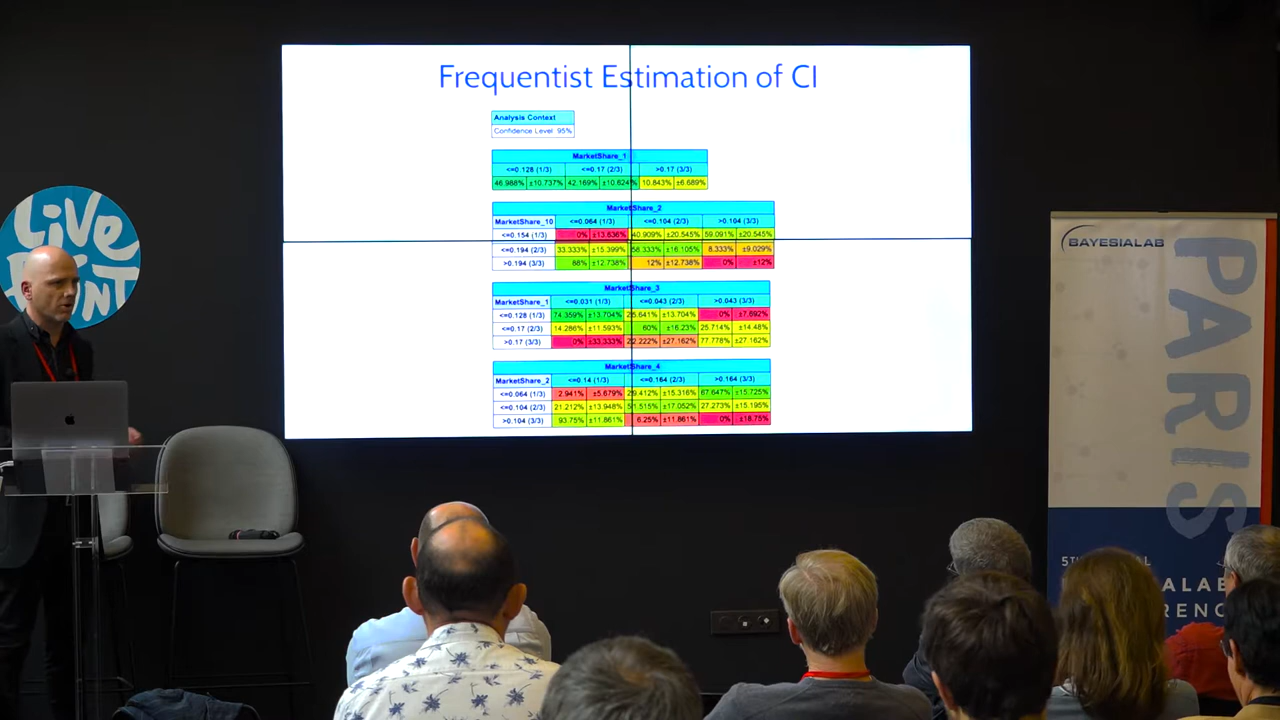 Frequentist Estimation of CI
Analysis Context
Confidence Level 95%
MarketShare_1
<=0.128 (1/3) <=0.17 (2/3) >0.17 (3/3)
46.988% ±10.737% 42.169% ±10.624% 10.843% ±6.689%
MarketShare_2
MarketShare_10 <=0.064 (1/3) <=0.104 (2/3) >0.104 (3/3)
<=0.154 (1/3) 0% ±13.636% 40.909% ±20.545% 59.091% ±20.545%
<=0.194 (2/3) 33.333% ±15.399% 58.333% ±16.105% 8.333% ±9.029%
>0.194 (3/3) 88% ±12.738% 12% ±12.738% 0% ±12%
MarketShare_3
MarketShare_1 <=0.031 (1/3) <=0.043 (2/3) >0.043 (3/3)
<=0.128 (1/3) 74.359% ±13.704% 25.641% ±13.704% 0% ±7.692%
<=0.17 (2/3) 14.286% ±11.593% 60% ±16.23% 25.714% ±14.48%
>0.17 (3/3) 0% ±33.333% 22.222% ±27.162% 77.778% ±27.162%
MarketShare_4
MarketShare_2 <=0.14 (1/3) <=0.164 (2/3) >0.164 (3/3)
<=0.064 (1/3) 2.941% ±5.679% 29.412% ±15.316% 67.647% ±15.725%
<=0.104 (2/3) 21.212% ±13.948% 51.515% ±17.052% 27.273% ±15.195%
>0.104 (3/3) 93.75% ±11.861% 6.25% ±11.861% 0% ±18.75%
LiVE
BAYESIALAB
PARIS
5T
ALAB
RENC